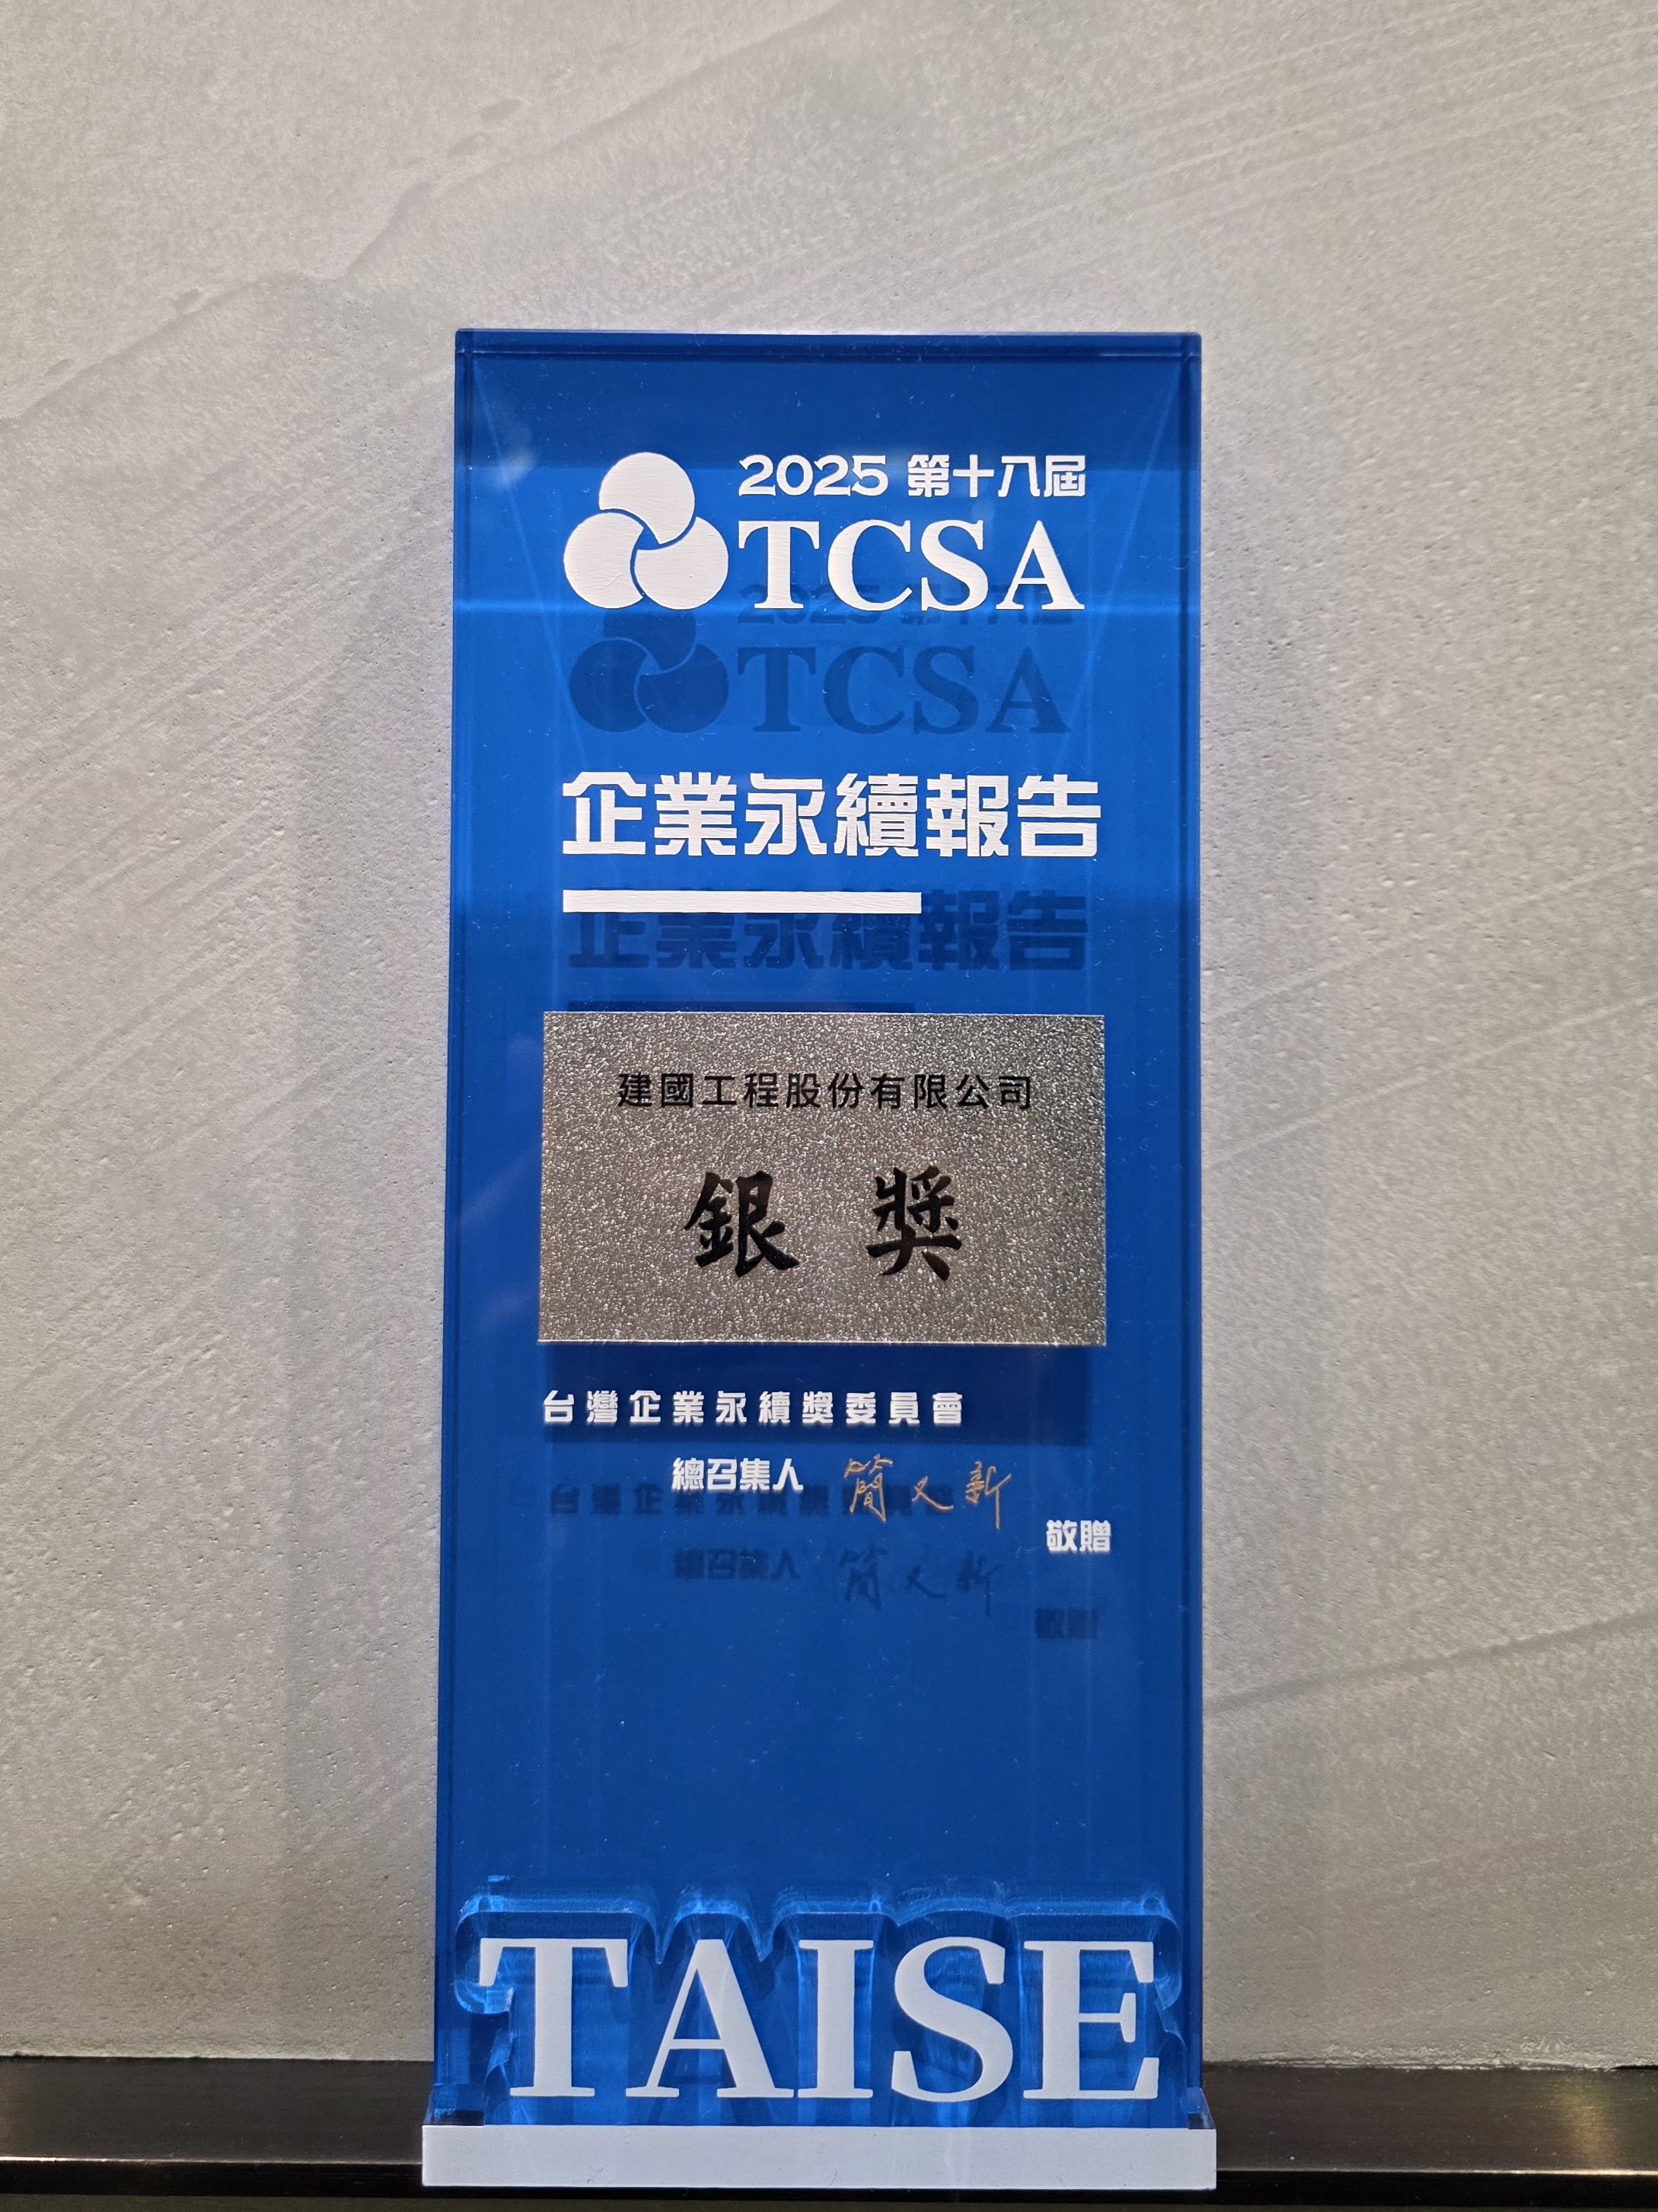 2025 第十八屆
TCSA
企業永續報告
建國工程股份有限公司
銀 獎
台灣企業永續獎委員會
總召集人 簡又新
敬贈
TAISE